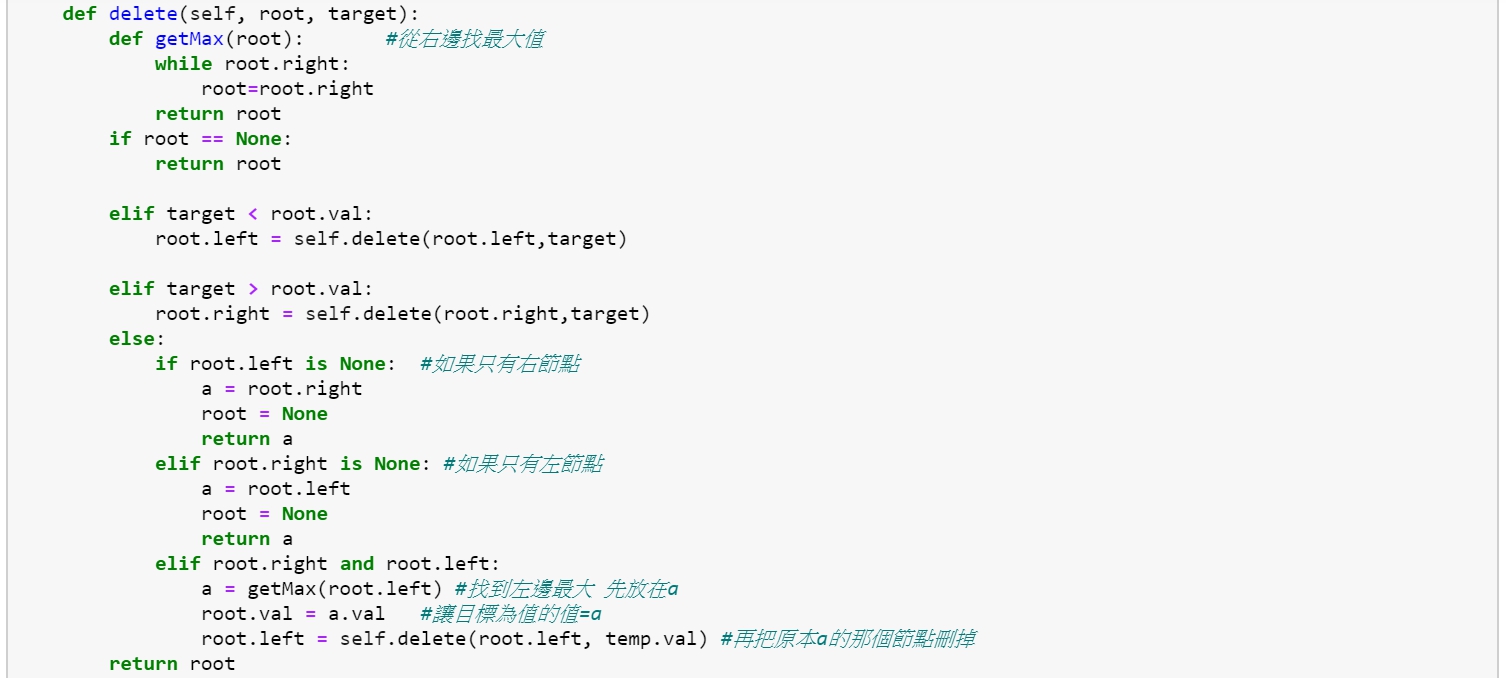 def delete(self, root, target):
    def getMax(root):       #從右邊找最大值
        while root.right:
            root=root.right
        return root
    if root == None:
        return root
    elif target < root.val:
        root.left = self.delete(root.left,target)
    elif target > root.val:
        root.right = self.delete(root.right,target)
    else:
        if root.left is None:  #如果只有右節點
            a = root.right
            root = None
            return a
        elif root.right is None: #如果只有左節點
            a = root.left
            root = None
            return a
        elif root.right and root.left:
            a = getMax(root.left) #找到左邊最大 先放在a
            root.val = a.val   #讓目標為值的值=a
            root.left = self.delete(root.left, temp.val) #再把原本a的那個節點刪掉
    return root